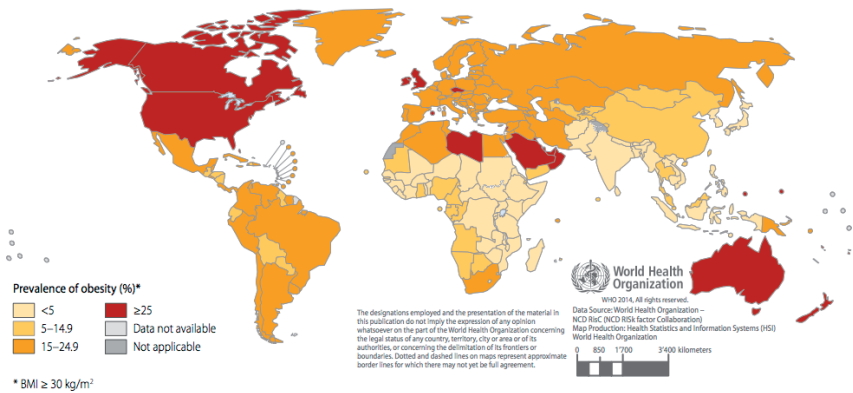 Prevalence of obesity (%)*
<5
5–14.9
15–24.9
≥25
Data not available
Not applicable
* BMI ≥ 30 kg/m²
The designations employed and the presentation of the material in
this publication do not imply the expression of any opinion
whatsoever on the part of the World Health Organization concerning
the legal status of any country, territory, city or area or of its
authorities, or concerning the delimitation of its frontiers or
boundaries. Dotted and dashed lines on maps represent approximate
border lines for which there may not yet be full agreement.
World Health
Organization
WHO 2014, All rights reserved.
Data Source: World Health Organization –
NCD RisC (NCD RISk factor Collaboration)
Map Production: Health Statistics and Information Systems (HSI)
World Health Organization
0 850 1'700 3'400 kilometers